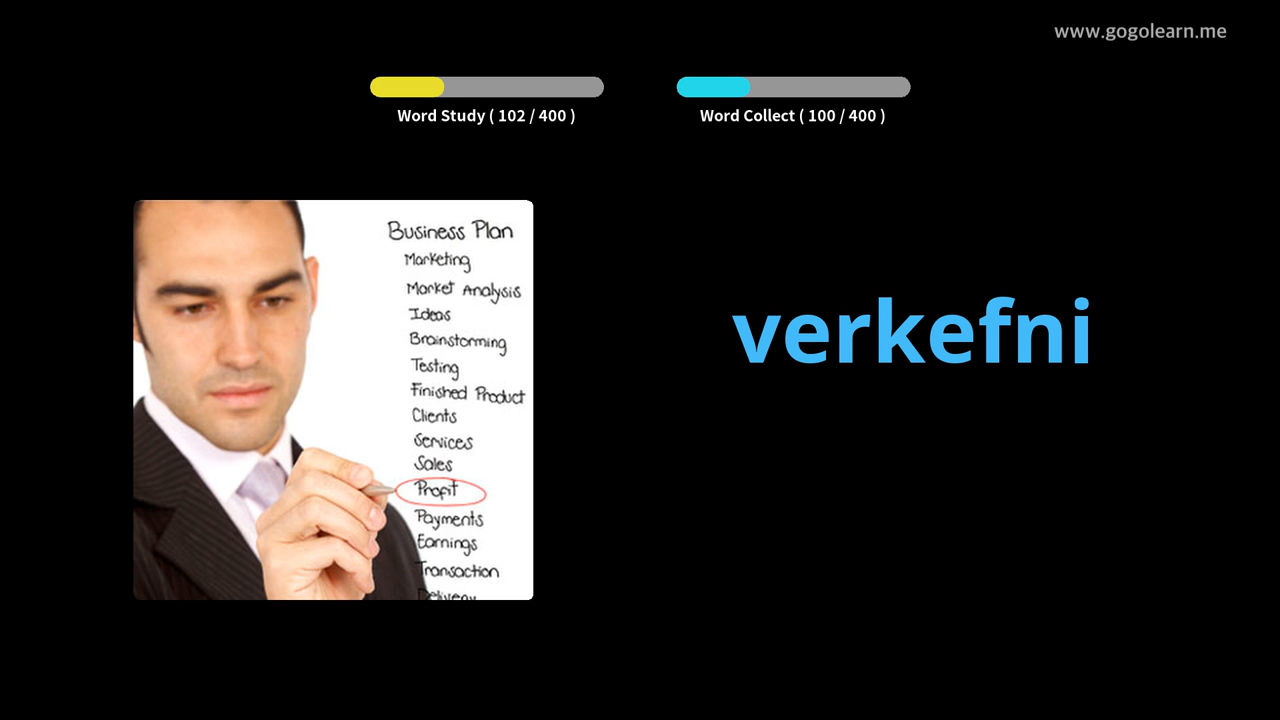 www.gogolearn.me
Word Study ( 102 / 400 )
Word Collect ( 100 / 400 )
Business Plan
Marketing
Market Analysis
Ideas
Brainstorming
Testing
Finished Product
Clients
Services
Sales
Profit
Payments
Earnings
Transaction
Delivery
verkefni